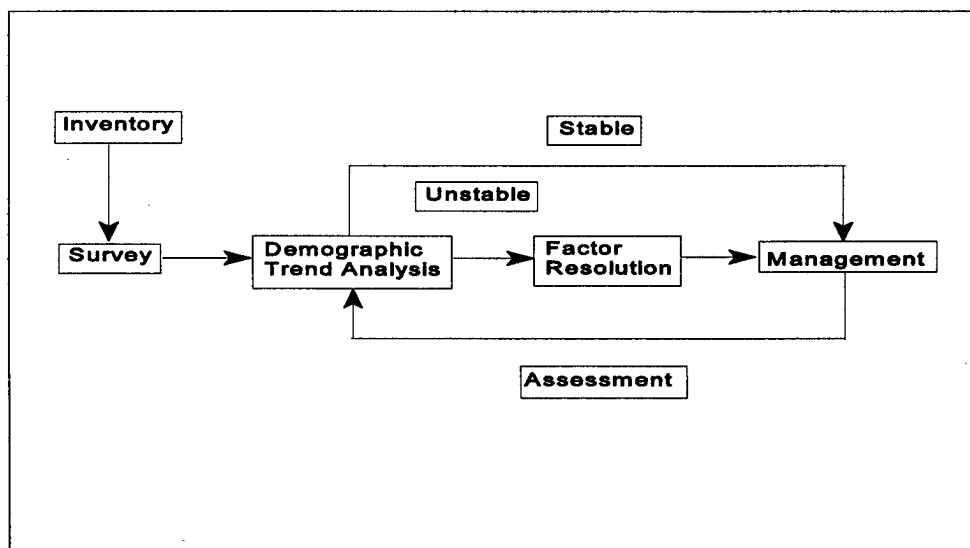 Inventory
Stable
Unstable
Survey
Demographic
Trend Analysis
Factor
Resolution
Management
Assessment